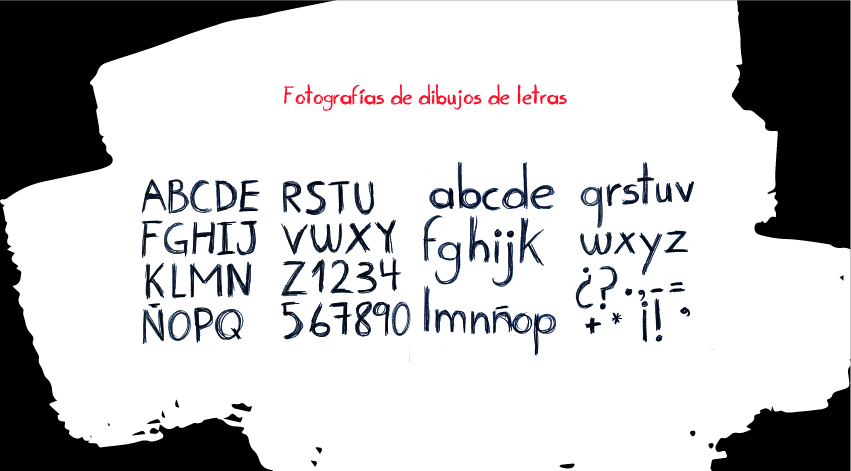 Fotografías de dibujos de letras
ABCDE
FGHIJ
KLMN
ÑOPQ
RSTU
VWXY
Z1234
567890
abcde
fghijk
lmnñop
qrstuv
wxyz
¿?.,-=
+*¡!,